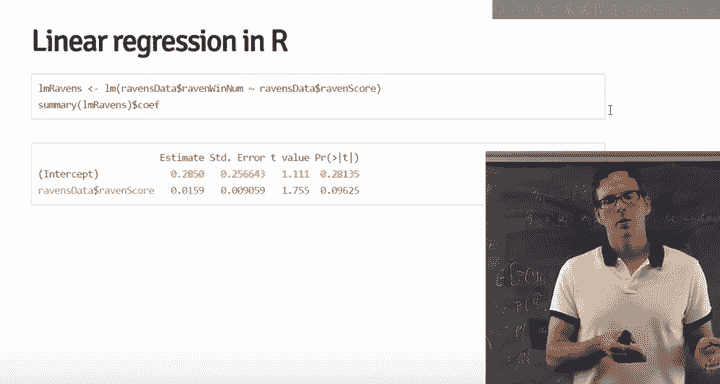 Linear regression in R
lmRavens <- lm(ravensData$ravenWinNum ~ ravensData$ravenScore)
summary(lmRavens)$coef
Estimate Std. Error t value Pr(>|t|)
(Intercept) 0.2850 0.256643 1.111 0.28135
ravensData$ravenScore 0.0159 0.009059 1.755 0.09625